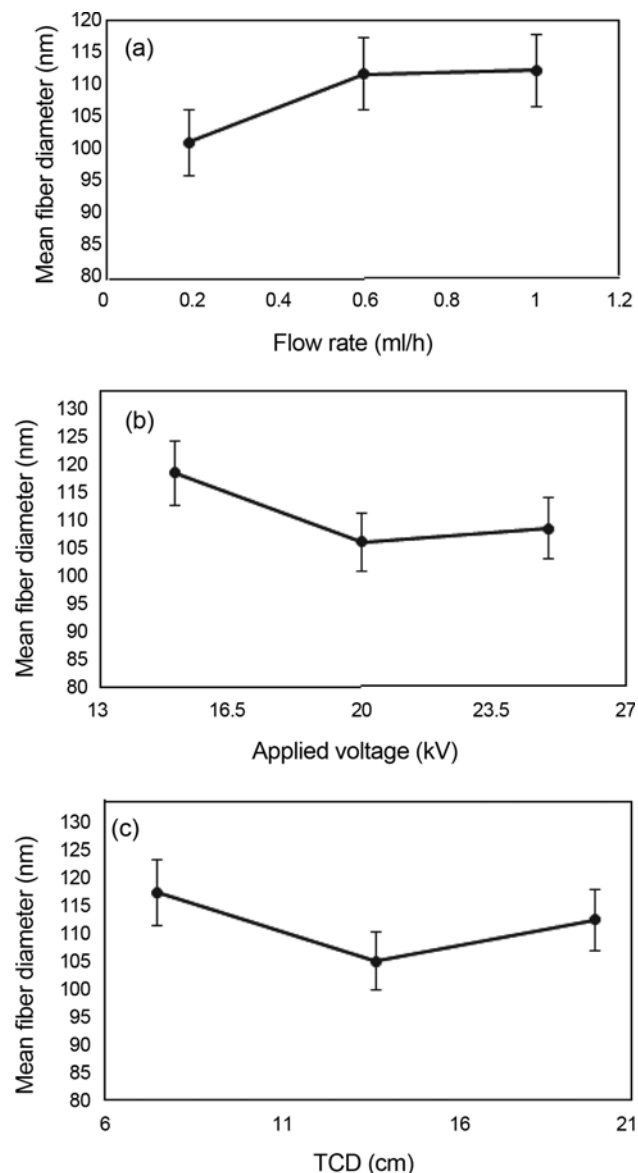 (a)
Mean fiber diameter (nm)
120
115
110
105
100
95
90
85
80
0 0.2 0.4 0.6 0.8 1 1.2
Flow rate (ml/h)
(b)
Mean fiber diameter (nm)
130
125
120
115
110
105
100
95
90
85
80
13 16.5 20 23.5 27
Applied voltage (kV)
(c)
Mean fiber diameter (nm)
130
125
120
115
110
105
100
95
90
85
80
6 11 16 21
TCD (cm)